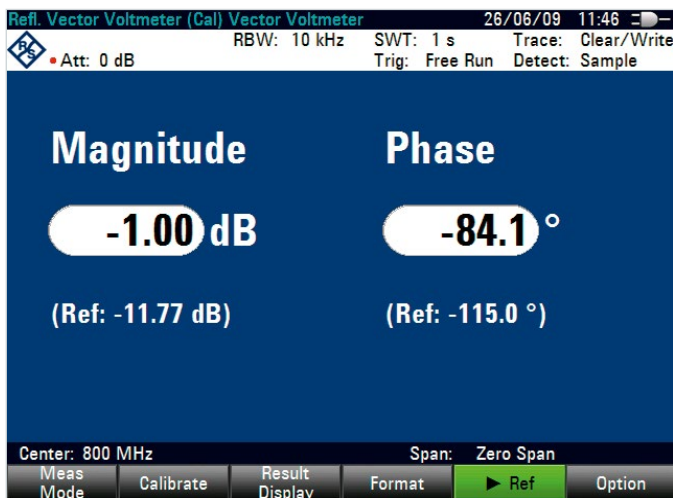 Refl. Vector Voltmeter (Cal) Vector Voltmeter 26/06/09 11:46
R&S RBW: 10 kHz SWT: 1 s Trace: Clear/Write
Att: 0 dB Trig: Free Run Detect: Sample
Magnitude Phase
-1.00 dB -84.1 °
(Ref: -11.77 dB) (Ref: -115.0 °)
Center: 800 MHz Span: Zero Span
Meas Mode Calibrate Result Display Format ► Ref Option